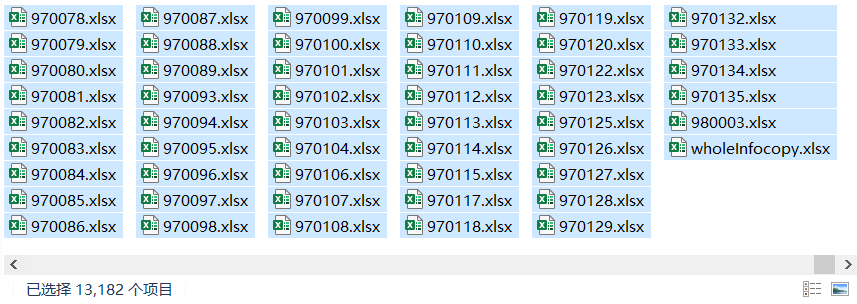 970078.xlsx
970079.xlsx
970080.xlsx
970081.xlsx
970082.xlsx
970083.xlsx
970084.xlsx
970085.xlsx
970086.xlsx
970087.xlsx
970088.xlsx
970089.xlsx
970093.xlsx
970094.xlsx
970095.xlsx
970096.xlsx
970097.xlsx
970098.xlsx
970099.xlsx
970100.xlsx
970101.xlsx
970102.xlsx
970103.xlsx
970104.xlsx
970106.xlsx
970107.xlsx
970108.xlsx
970109.xlsx
970110.xlsx
970111.xlsx
970112.xlsx
970113.xlsx
970114.xlsx
970115.xlsx
970117.xlsx
970118.xlsx
970119.xlsx
970120.xlsx
970122.xlsx
970123.xlsx
970125.xlsx
970126.xlsx
970127.xlsx
970128.xlsx
970129.xlsx
970132.xlsx
970133.xlsx
970134.xlsx
970135.xlsx
980003.xlsx
wholeInfocopy.xlsx
已选择 13,182 个项目